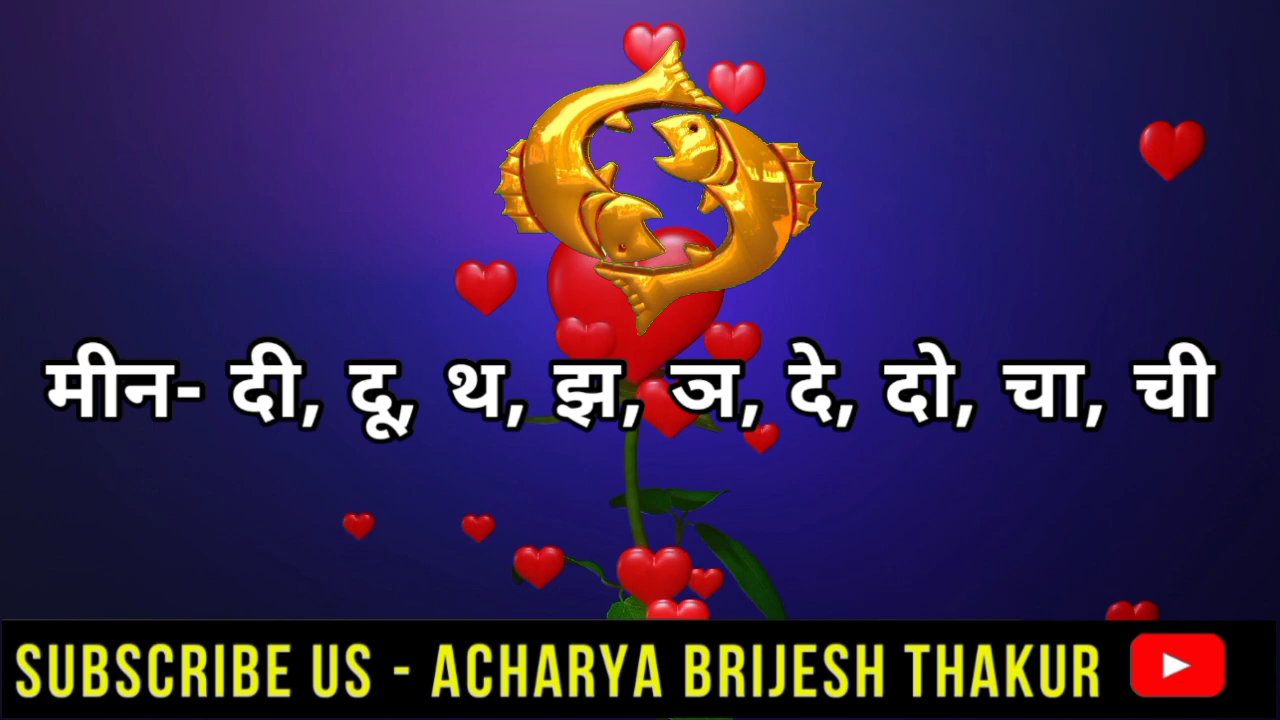 मीन- दी, दू, थ, झ, ञ, दे, दो, चा, ची
SUBSCRIBE US - ACHARYA BRIJESH THAKUR